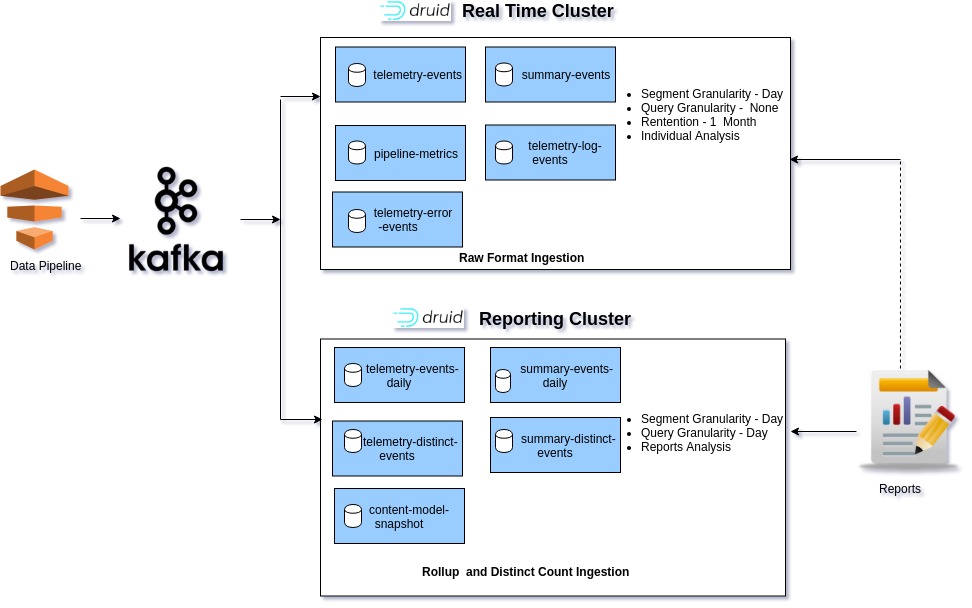 druid Real Time Cluster
telemetry-events
summary-events
Segment Granularity - Day
Query Granularity - None
Rentention - 1 Month
Individual Analysis
pipeline-metrics
telemetry-log-
events
telemetry-error
-events
Raw Format Ingestion
Data Pipeline
kafka
druid Reporting Cluster
telemetry-events-
daily
summary-events-
daily
telemetry-distinct-
events
summary-distinct-
events
Segment Granularity - Day
Query Granularity - Day
Reports Analysis
content-model-
snapshot
Rollup and Distinct Count Ingestion
Reports